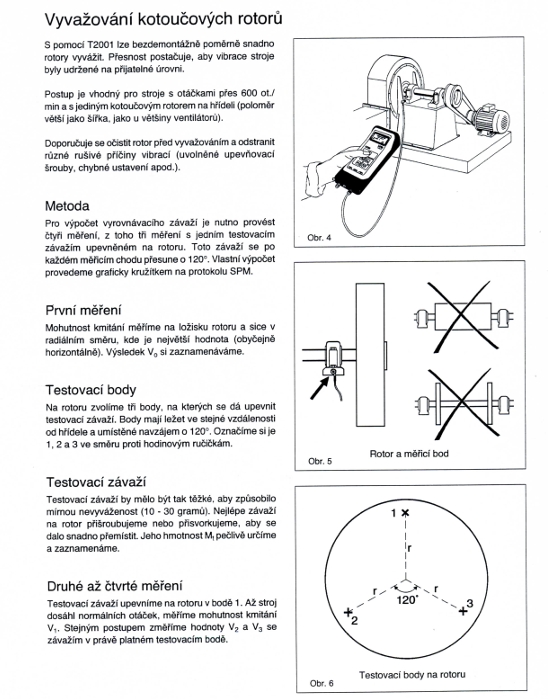 Vyvažování kotoučových rotorů
S pomocí T2001 lze bezdemontážně poměrně snadno
rotory vyvážit. Přesnost postačuje, aby vibrace stroje
byly udržené na přijatelné úrovni.
Postup je vhodný pro stroje s otáčkami přes 600 ot./
min a s jediným kotoučovým rotorem na hřídeli (poloměr
větší jako šířka, jako u většiny ventilátorů).
Doporučuje se očistit rotor před vyvažováním a odstranit
různé rušivé příčiny vibrací (uvolněné upevňovací
šrouby, chybné ustavení apod.).
Obr. 4
Metoda
Pro výpočet vyrovnávacího závaží je nutno provést
čtyři měření, z toho tři měření s jedním testovacím
závažím upevněném na rotoru. Toto závaží se po
každém měřicím chodu přesune o 120°. Vlastní výpočet
provedeme graficky kružítkem na protokolu SPM.
První měření
Mohutnost kmitání měříme na ložisku rotoru a sice v
radiálním směru, kde je největší hodnota (obyčejně
horizontálně). Výsledek V₀ si zaznamenáváme.
Testovací body
Na rotoru zvolíme tři body, na kterých se dá upevnit
testovací závaží. Body mají ležet ve stejné vzdálenosti
od hřídele a umístěné navzájem o 120°. Označíme si je
1, 2 a 3 ve směru proti hodinovým ručičkám.
Rotor a měřicí bod
Obr. 5
Testovací závaží
Testovací závaží by mělo být tak těžké, aby způsobilo
mírnou nevyváženost (10 - 30 gramů). Nejlépe závaží
na rotor přišroubujeme nebo přisvorkujeme, aby se
dalo snadno přemístit. Jeho hmotnost Mₜ pečlivě určíme
a zaznamenáme.
Druhé až čtvrté měření
Testovací závaží upevníme na rotoru v bodě 1. Až stroj
dosáhl normálních otáček, měříme mohutnost kmitání
V₁. Stejným postupem změříme hodnoty V₂ a V₃ se
závažím v právě platném testovacím bodě.
1
r
r r
120°
2
3
Testovací body na rotoru
Obr. 6